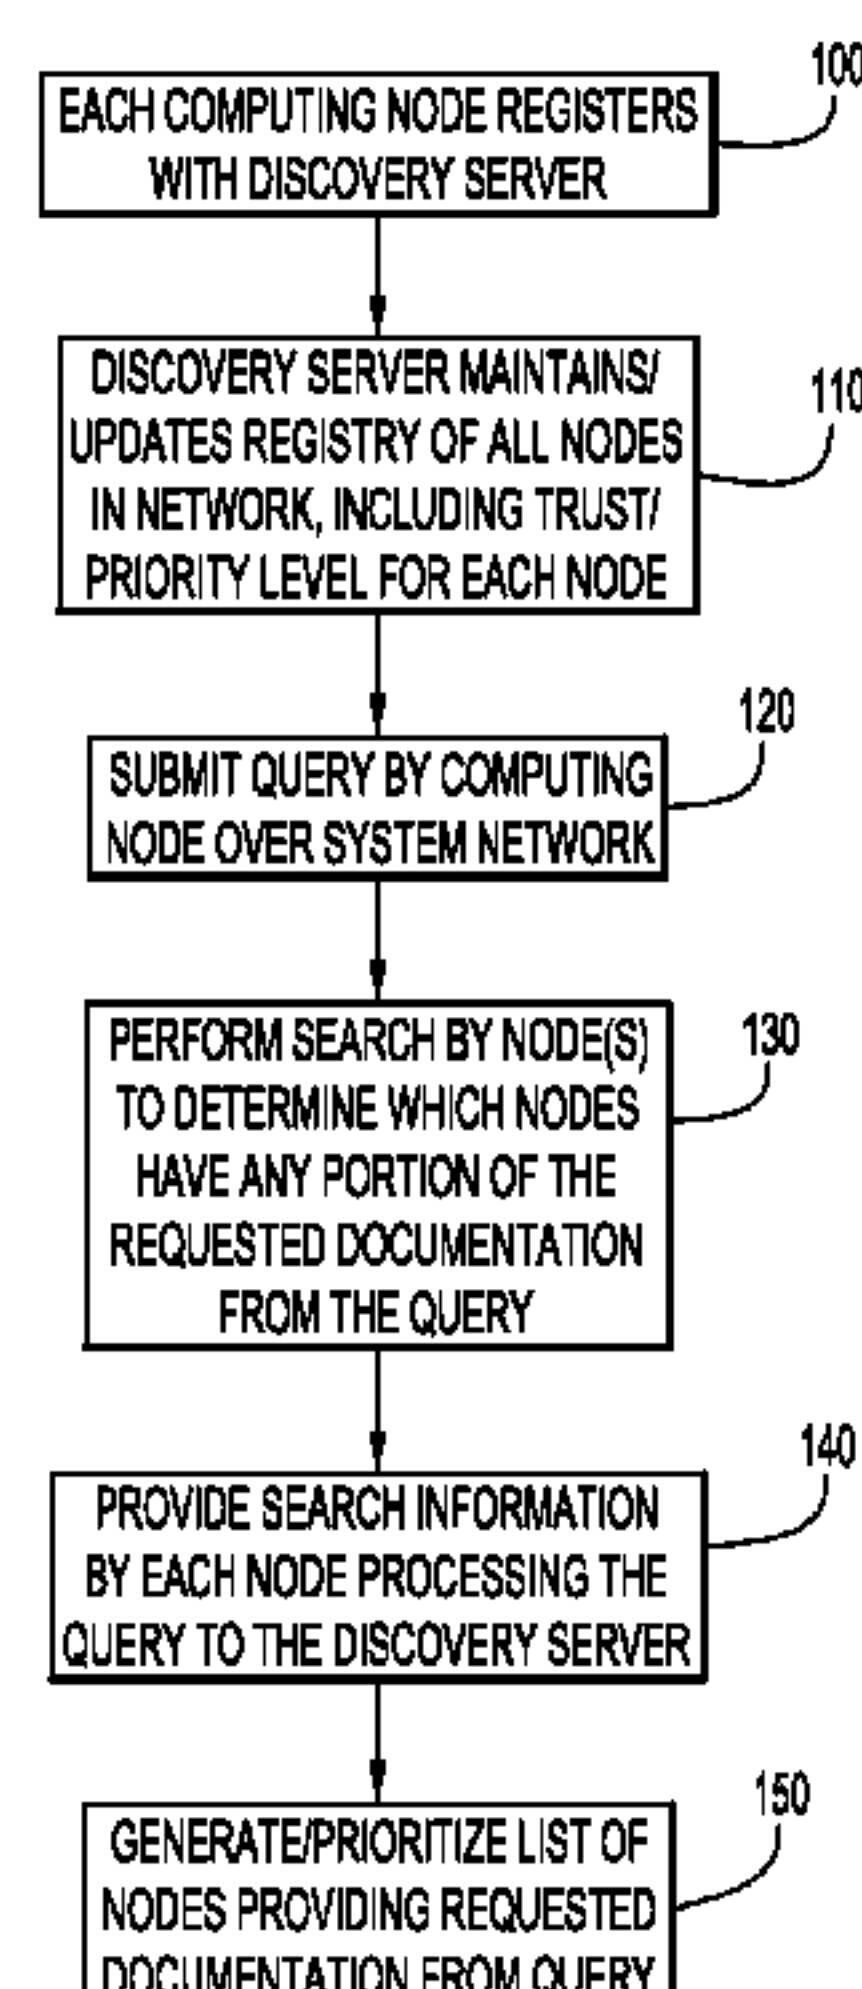 100
EACH COMPUTING NODE REGISTERS
WITH DISCOVERY SERVER
110
DISCOVERY SERVER MAINTAINS/
UPDATES REGISTRY OF ALL NODES
IN NETWORK, INCLUDING TRUST/
PRIORITY LEVEL FOR EACH NODE
120
SUBMIT QUERY BY COMPUTING
NODE OVER SYSTEM NETWORK
130
PERFORM SEARCH BY NODE(S)
TO DETERMINE WHICH NODES
HAVE ANY PORTION OF THE
REQUESTED DOCUMENTATION
FROM THE QUERY
140
PROVIDE SEARCH INFORMATION
BY EACH NODE PROCESSING THE
QUERY TO THE DISCOVERY SERVER
150
GENERATE/PRIORITIZE LIST OF
NODES PROVIDING REQUESTED
DOCUMENTATION FROM QUERY